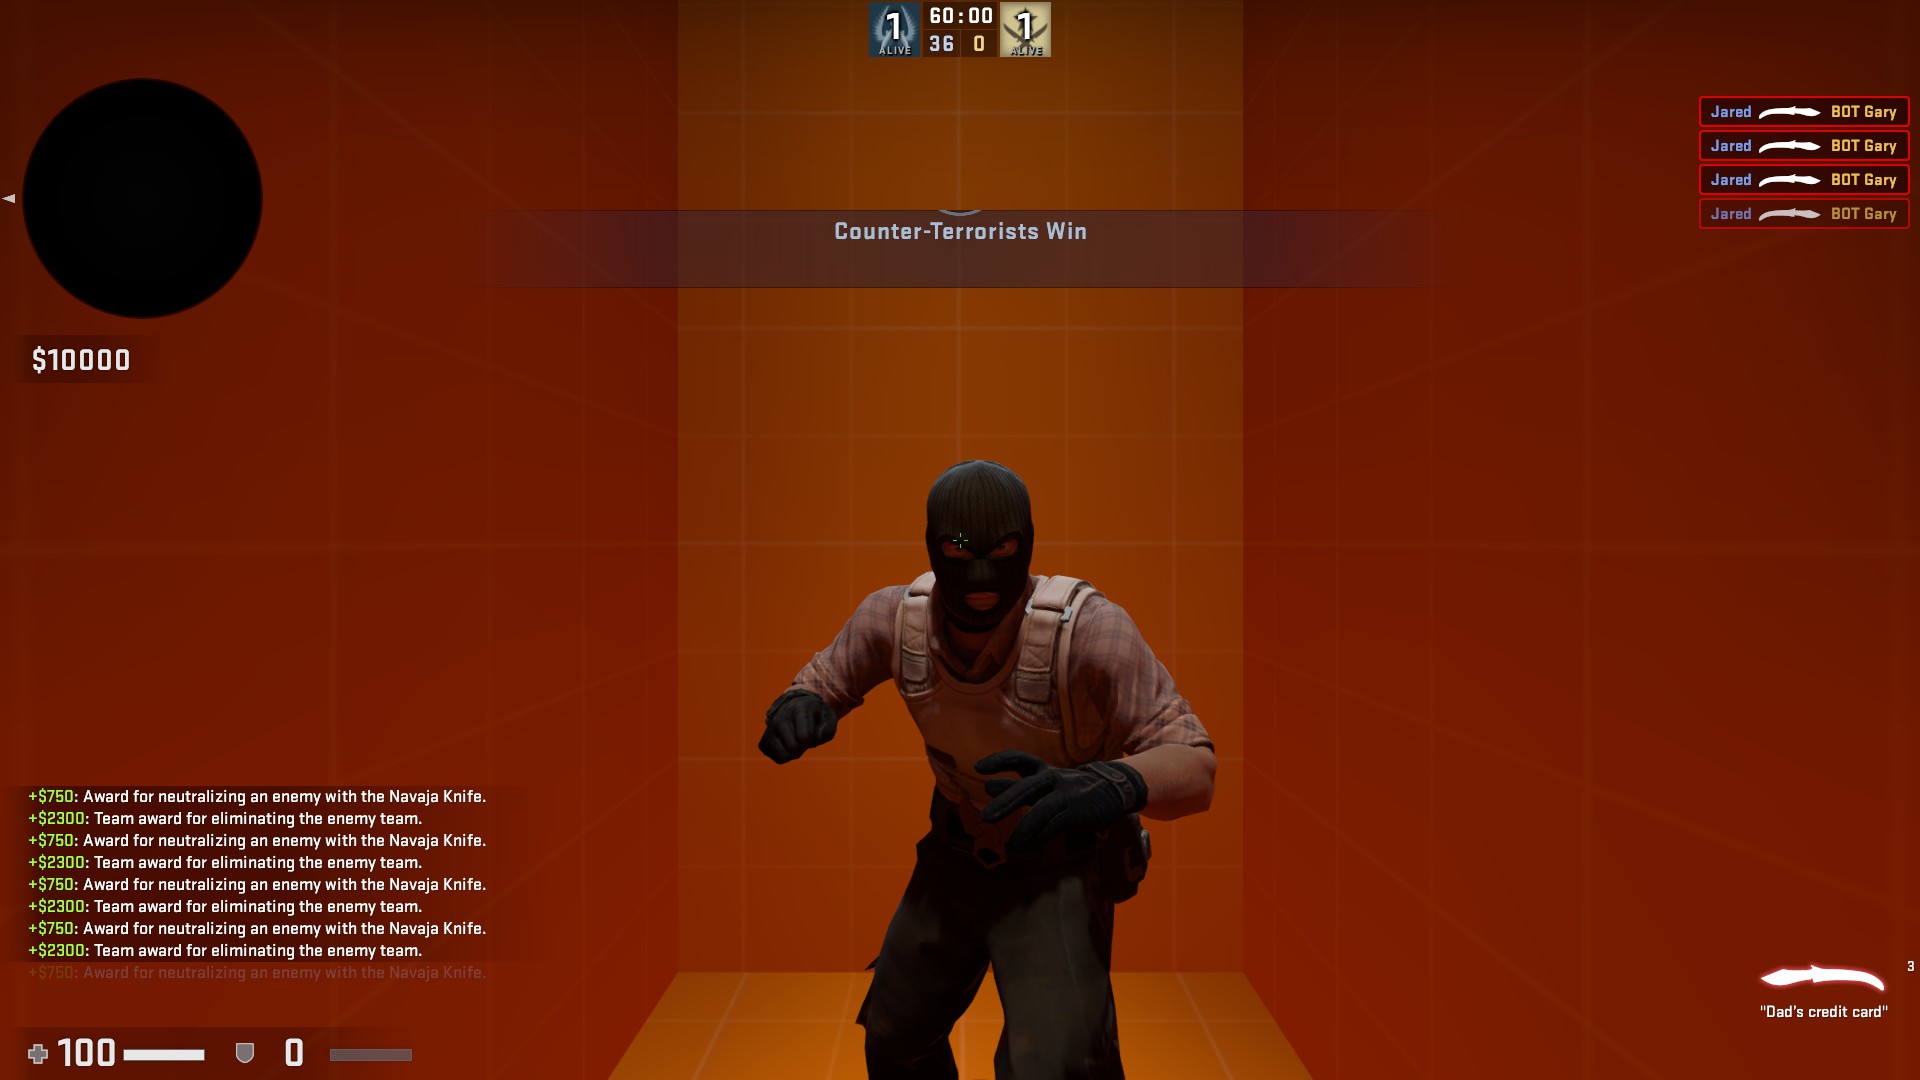 1
ALIVE
60:00
36 0
1
ALIVE
Jared BOT Gary
Jared BOT Gary
Jared BOT Gary
Jared BOT Gary
Counter-Terrorists Win
$10000
+$750: Award for neutralizing an enemy with the Navaja Knife.
+$2300: Team award for eliminating the enemy team.
+$750: Award for neutralizing an enemy with the Navaja Knife.
+$2300: Team award for eliminating the enemy team.
+$750: Award for neutralizing an enemy with the Navaja Knife.
+$2300: Team award for eliminating the enemy team.
+$750: Award for neutralizing an enemy with the Navaja Knife.
+$2300: Team award for eliminating the enemy team.
+$750: Award for neutralizing an enemy with the Navaja Knife.
3
"Dad's credit card"
100 0